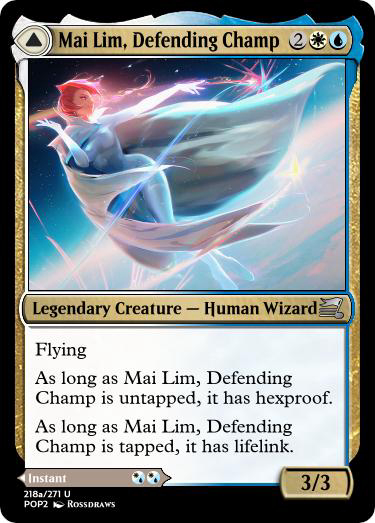 Mai Lim, Defending Champ 2
Legendary Creature — Human Wizard
Flying
As long as Mai Lim, Defending
Champ is untapped, it has hexproof.
As long as Mai Lim, Defending
Champ is tapped, it has lifelink.
Instant
3/3
218a/271 U
POP2 Rossdraws